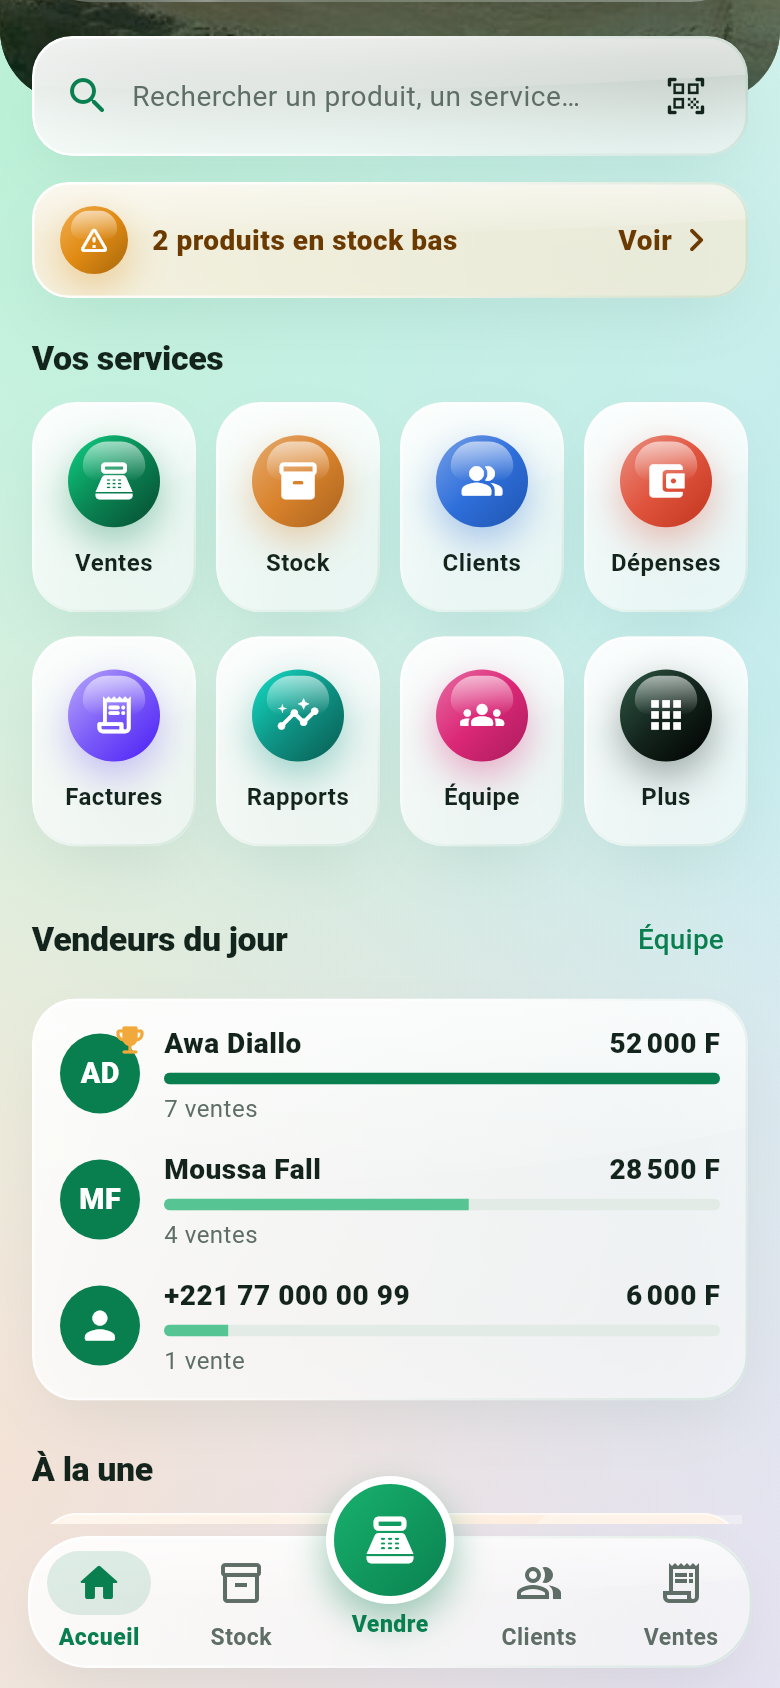 Rechercher un produit, un service…
2 produits en stock bas
Voir
Vos services
Ventes
Stock
Clients
Dépenses
Factures
Rapports
Équipe
Plus
Vendeurs du jour
Équipe
AD
Awa Diallo
52 000 F
7 ventes
MF
Moussa Fall
28 500 F
4 ventes
+221 77 000 00 99
6 000 F
1 vente
À la une
Accueil
Stock
Vendre
Clients
Ventes